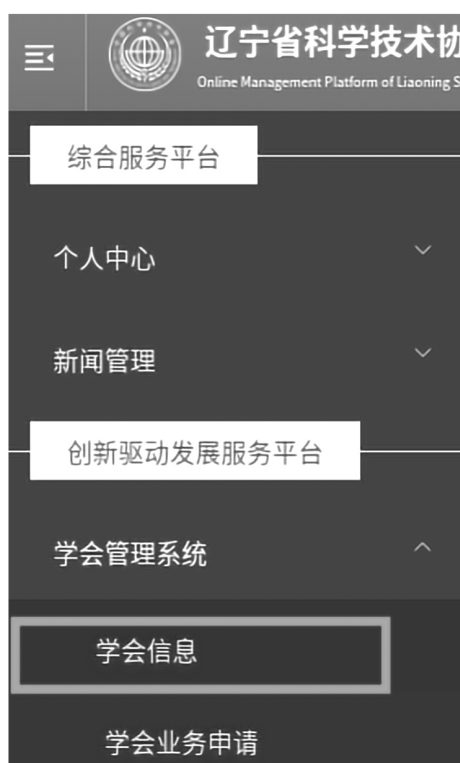 辽宁省科学技术协
Online Management Platform of Liaoning S
综合服务平台
个人中心
新闻管理
创新驱动发展服务平台
学会管理系统
学会信息
学会业务申请